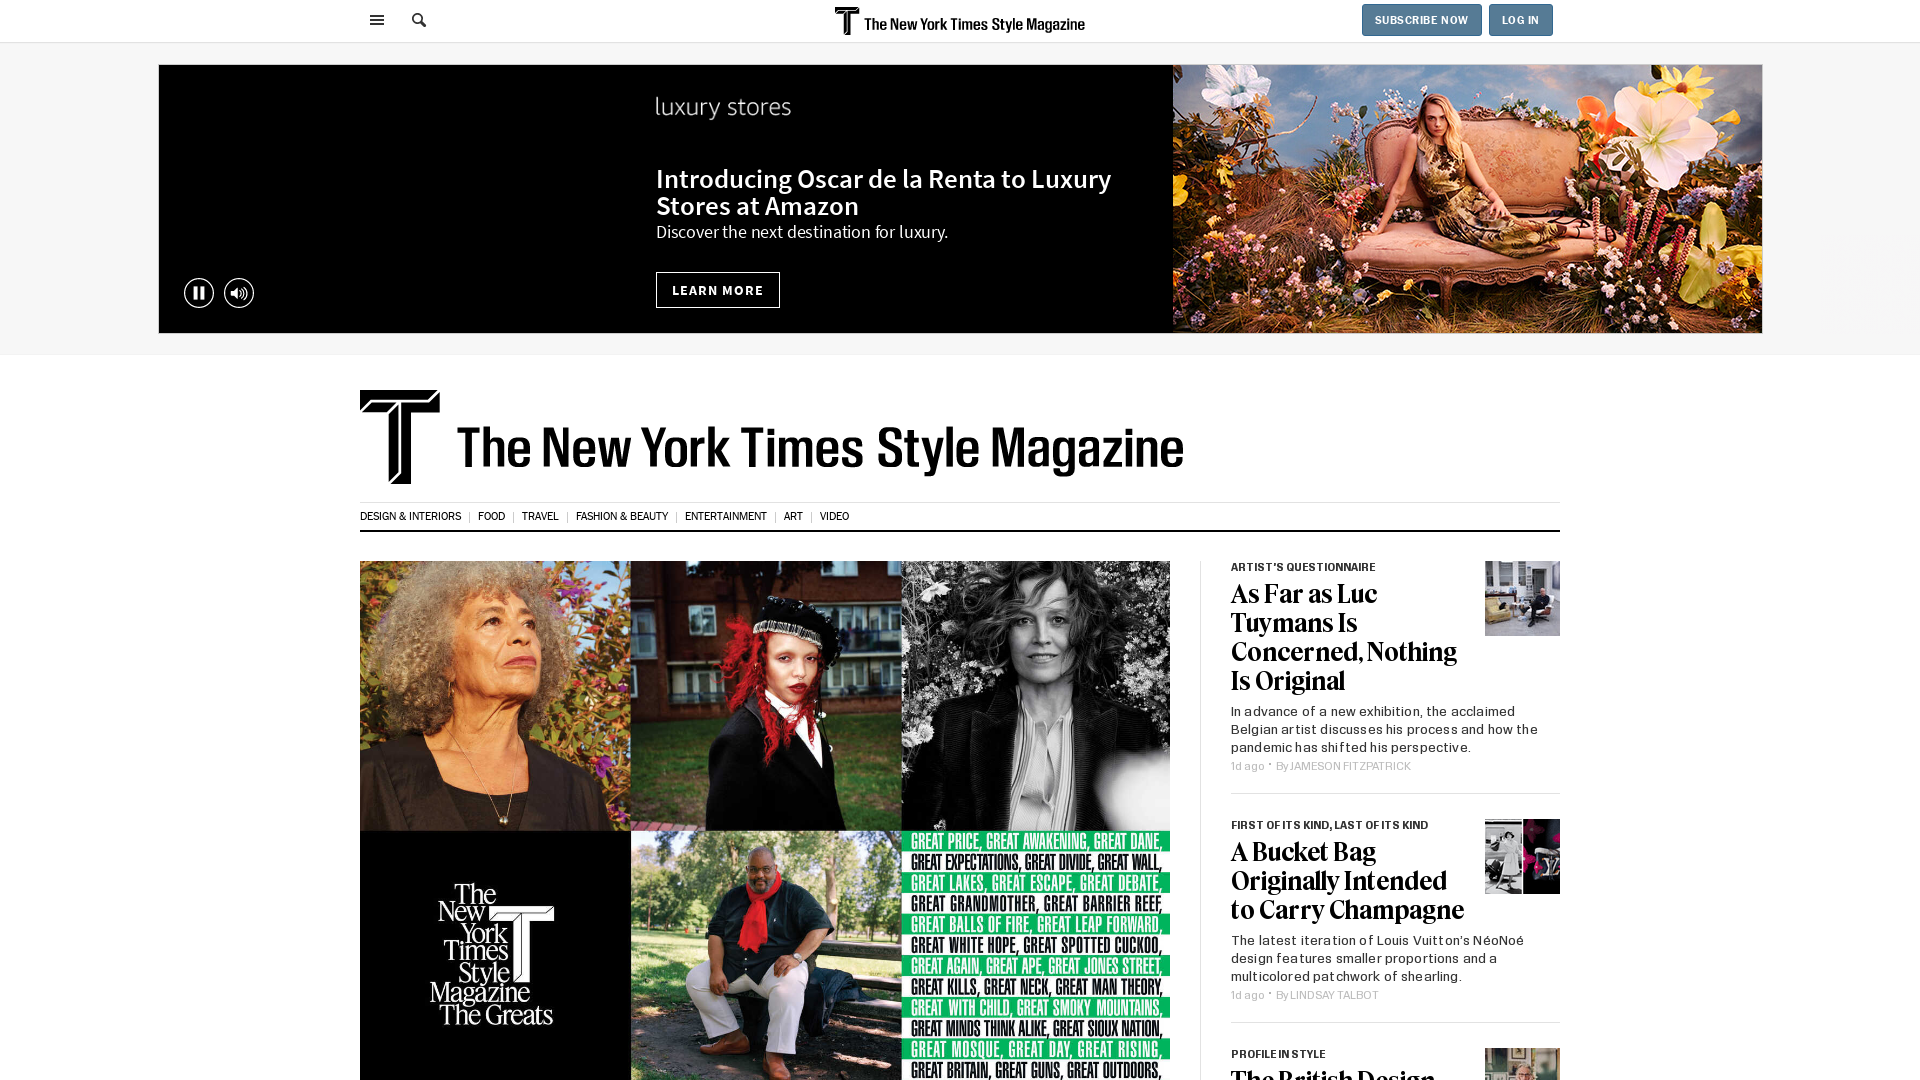 The New York Times Style Magazine
SUBSCRIBE NOW
LOG IN
luxury stores
Introducing Oscar de la Renta to Luxury
Stores at Amazon
Discover the next destination for luxury.
LEARN MORE
The New York Times Style Magazine
DESIGN & INTERIORS
FOOD
TRAVEL
FASHION & BEAUTY
ENTERTAINMENT
ART
VIDEO
The
New
York
Times
Style
Magazine
The Greats
T
GREAT PRICE, GREAT AWAKENING, GREAT DANE,
GREAT EXPECTATIONS, GREAT DIVIDE, GREAT WALL,
GREAT LAKES, GREAT ESCAPE, GREAT DEBATE,
GREAT GRANDMOTHER, GREAT BARRIER REEF,
GREAT BALLS OF FIRE, GREAT LEAP FORWARD,
GREAT WHITE HOPE, GREAT SPOTTED CUCKOO,
GREAT AGAIN, GREAT APE, GREAT JONES STREET,
GREAT KILLS, GREAT NECK, GREAT MAN THEORY,
GREAT WITH CHILD, GREAT SMOKY MOUNTAINS,
GREAT MINDS THINK ALIKE, GREAT SIOUX NATION,
GREAT MOSQUE, GREAT DAY, GREAT RISING,
GREAT BRITAIN, GREAT GUNS, GREAT OUTDOORS,
ARTIST'S QUESTIONNAIRE
As Far as Luc
Tuymans Is
Concerned, Nothing
Is Original
In advance of a new exhibition, the acclaimed
Belgian artist discusses his process and how the
pandemic has shifted his perspective.
1d ago · By JAMESON FITZPATRICK
FIRST OF ITS KIND, LAST OF ITS KIND
A Bucket Bag
Originally Intended
to Carry Champagne
The latest iteration of Louis Vuitton's NéoNoé
design features smaller proportions and a
multicolored patchwork of shearling.
1d ago · By LINDSAY TALBOT
PROFILE IN STYLE
The British Design